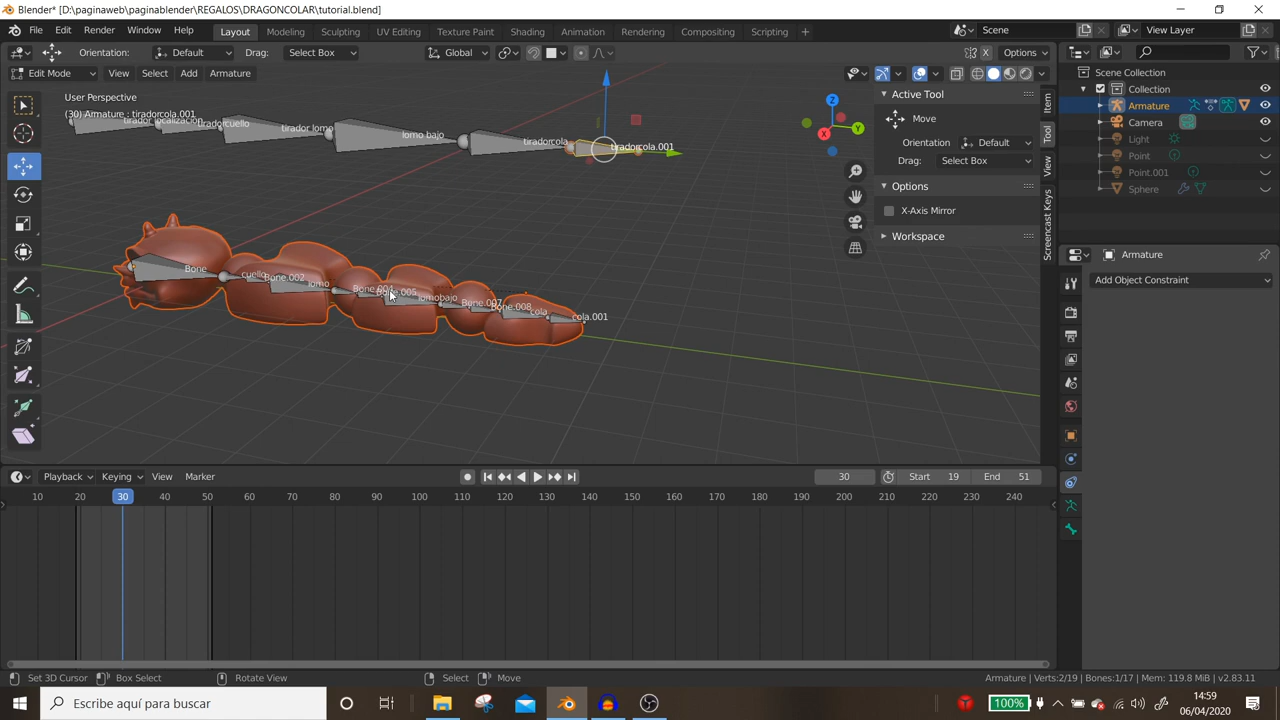 Blender* [D:\paginaweb\paginablender\REGALOS\DRAGONCOLAR\tutorial.blend]
File Edit Render Window Help Layout Modeling Sculpting UV Editing Texture Paint Shading Animation Rendering Compositing Scripting + Scene View Layer
Orientation: Default Drag: Select Box Global Options
Edit Mode View Select Add Armature
User Perspective
(30) Armature : tiradorcola.001
tirador localizacion tiradorcuello tirador lomo lomo bajo tiradorcola tiradorcola.001
Bone cuello Bone.002 lomo Bone.004 Bone.005 lomobajo Bone.007 Bone.008 cola cola.001
X
Y
Z
Active Tool
Move
Orientation Default
Drag: Select Box
Options
X-Axis Mirror
Workspace
Item
Tool
View
Screencast Keys
Scene Collection
Collection
Armature
Camera
Light
Point
Point.001
Sphere
Armature
Add Object Constraint
Playback Keying View Marker 30 Start 19 End 51
10 20 30 40 50 60 70 80 90 100 110 120 130 140 150 160 170 180 190 200 210 220 230 240
Set 3D Cursor Box Select Rotate View Select Move Armature | Verts:2/19 | Bones:1/17 | Mem: 119.8 MiB | v2.83.11
Escribe aquí para buscar 100% 14:59
06/04/2020